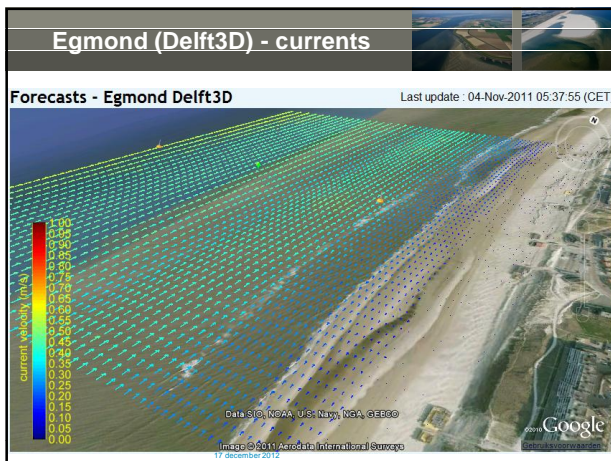 Egmond (Delft3D) - currents
Forecasts - Egmond Delft3D
Last update : 04-Nov-2011 05:37:55 (CET
N
current velocity (m/s)
1.00
0.95
0.90
0.85
0.80
0.75
0.70
0.65
0.60
0.55
0.50
0.45
0.40
0.35
0.30
0.25
0.20
0.15
0.10
0.05
0.00
Data SIO, NOAA, U.S. Navy, NGA, GEBCO
Image © 2011 Aerodata International Surveys
©2010 Google
Gebruiksvoorwaarden
17 december 2012